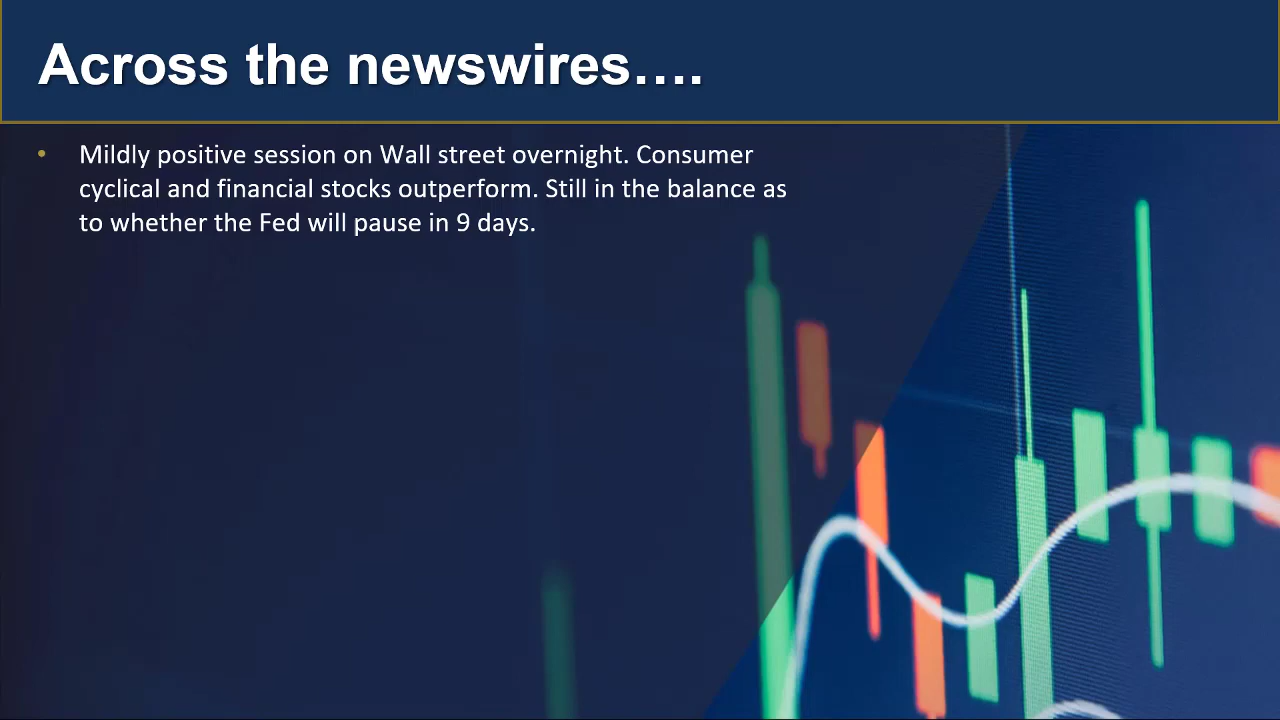 Across the newswires….
• Mildly positive session on Wall street overnight. Consumer
cyclical and financial stocks outperform. Still in the balance as
to whether the Fed will pause in 9 days.